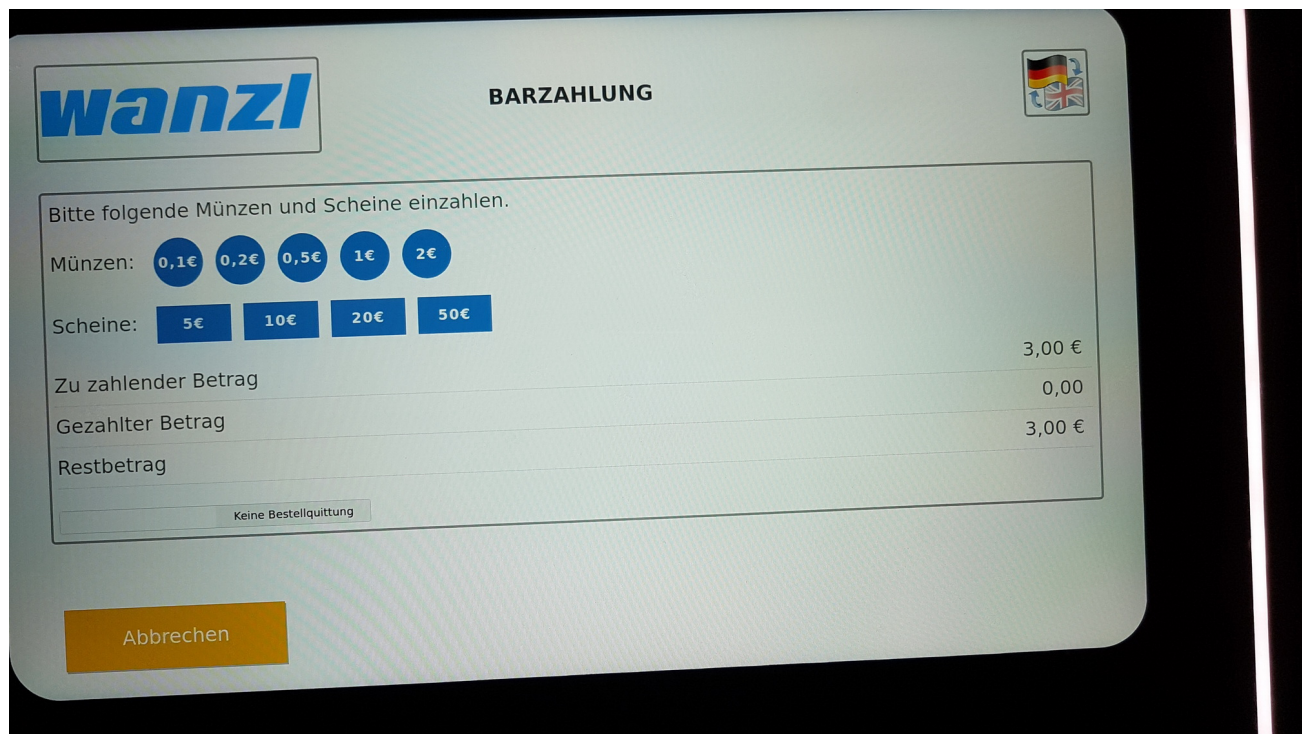 wanzl
BARZAHLUNG
Bitte folgende Münzen und Scheine einzahlen.
Münzen: 0,1€ 0,2€ 0,5€ 1€ 2€
Scheine: 5€ 10€ 20€ 50€
Zu zahlender Betrag 3,00 €
Gezahlter Betrag 0,00
Restbetrag 3,00 €
Keine Bestellquittung
Abbrechen